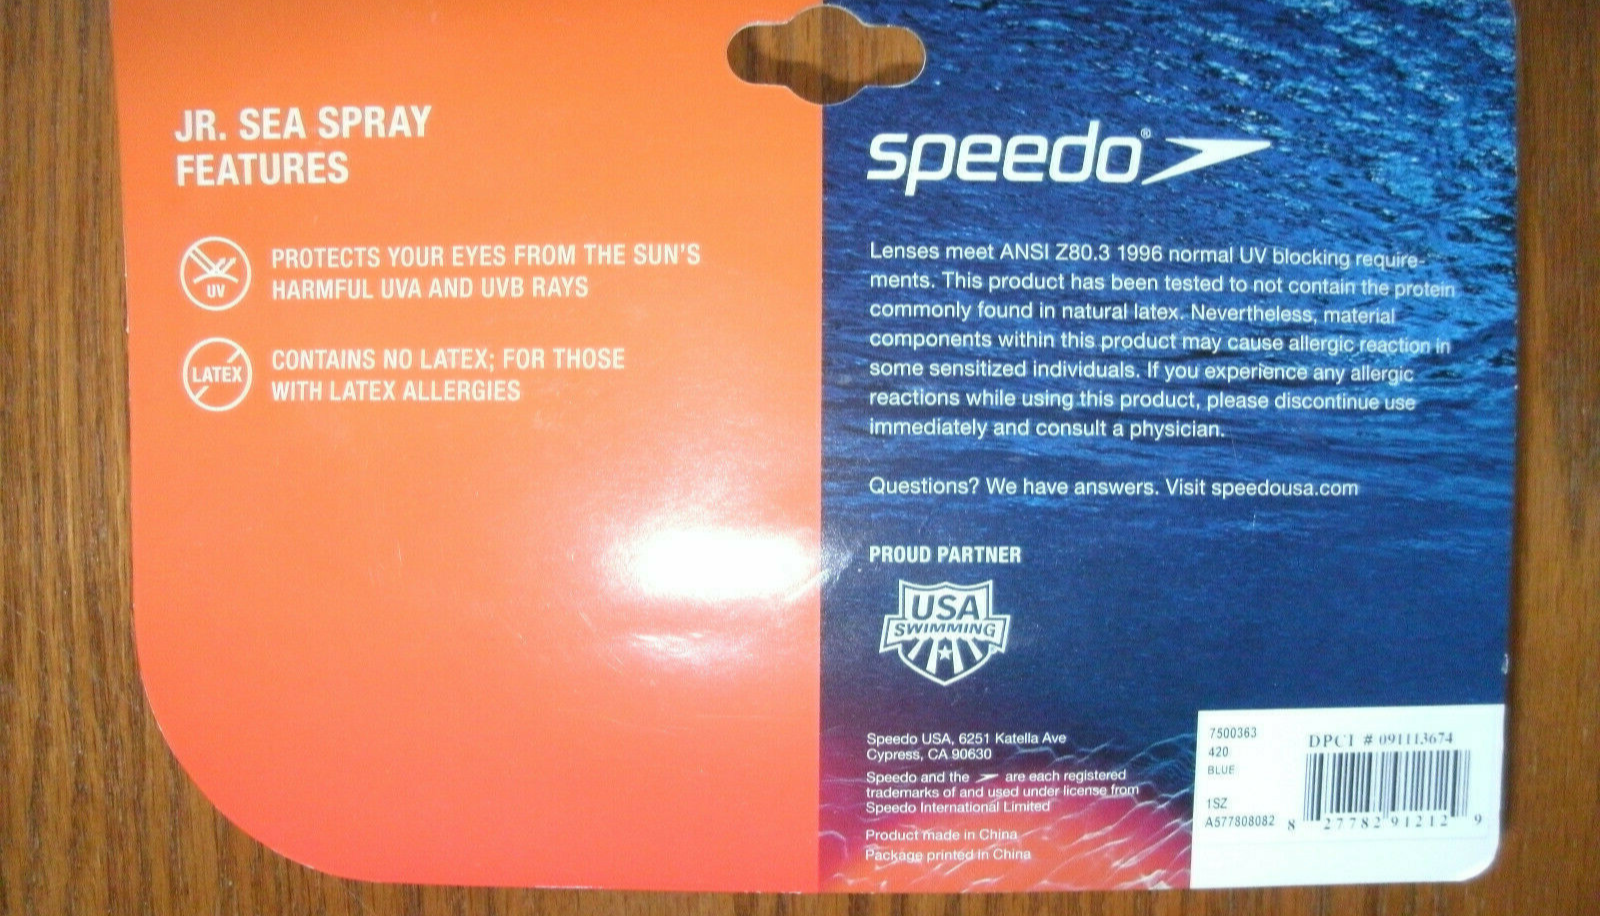 JR. SEA SPRAY
FEATURES
UV
PROTECTS YOUR EYES FROM THE SUN'S
HARMFUL UVA AND UVB RAYS
LATEX
CONTAINS NO LATEX; FOR THOSE
WITH LATEX ALLERGIES
speedo®
Lenses meet ANSI Z80.3 1996 normal UV blocking require-
ments. This product has been tested to not contain the protein
commonly found in natural latex. Nevertheless, material
components within this product may cause allergic reaction in
some sensitized individuals. If you experience any allergic
reactions while using this product, please discontinue use
immediately and consult a physician.
Questions? We have answers. Visit speedousa.com
PROUD PARTNER
USA
SWIMMING
Speedo USA, 6251 Katella Ave
Cypress, CA 90630
Speedo and the are each registered
trademarks of and used under license from
Speedo International Limited
Product made in China
Package printed in China
7500363
420
BLUE
1SZ
A577808082
DPCI # 091113674
8 27782 91212 9